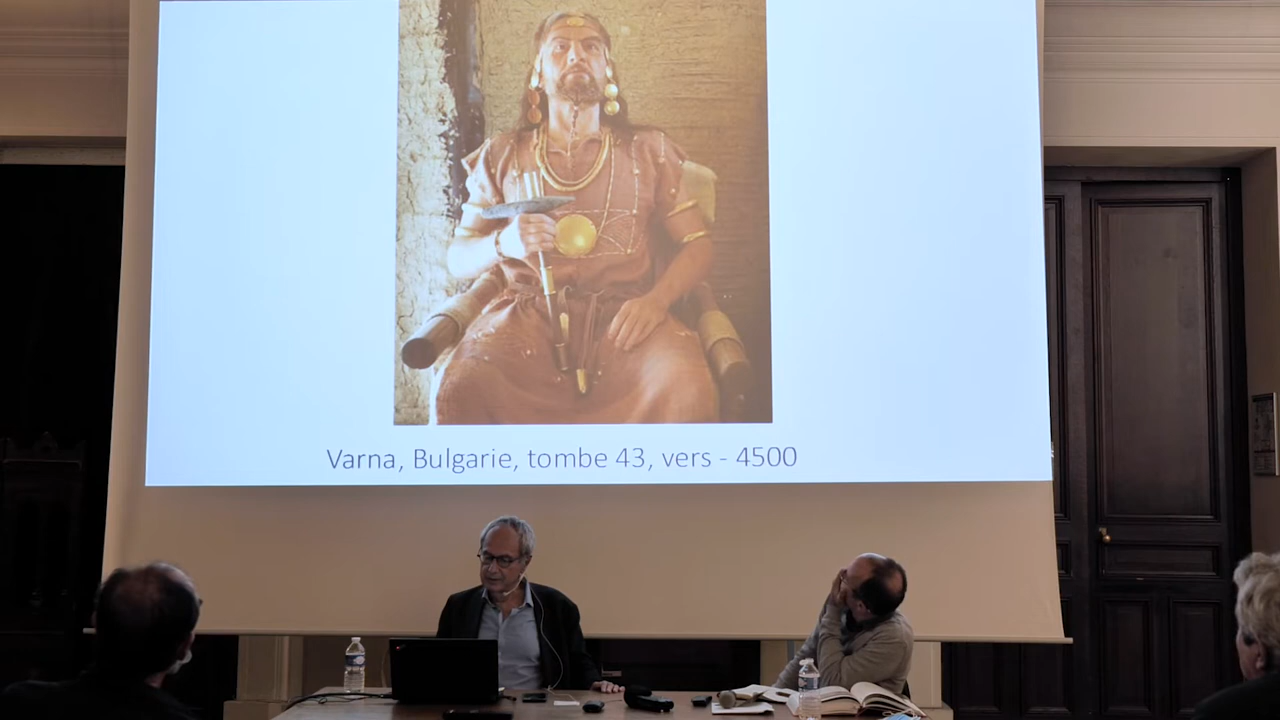 Varna, Bulgarie, tombe 43, vers - 4500